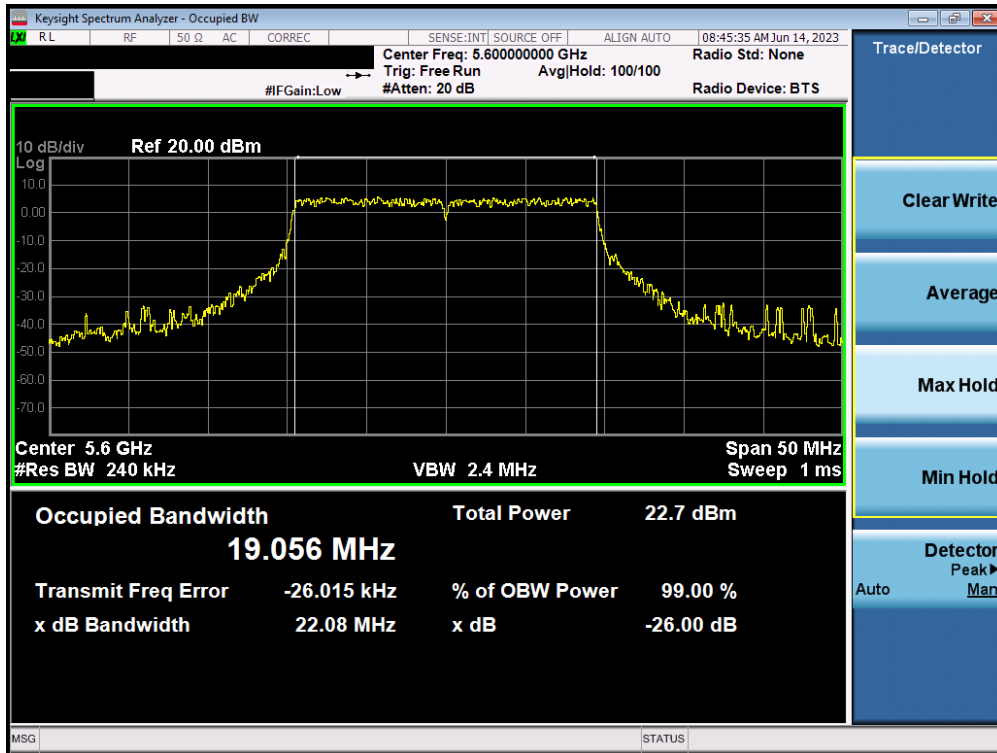 Keysight Spectrum Analyzer - Occupied BW
LXI RL RF 50 Ω AC CORREC SENSE:INT SOURCE OFF ALIGN AUTO 08:45:35 AM Jun 14, 2023
Center Freq: 5.600000000 GHz Radio Std: None
Trig: Free Run Avg|Hold: 100/100
#IFGain:Low #Atten: 20 dB Radio Device: BTS
Trace/Detector
10 dB/div Ref 20.00 dBm
Log
10.0
0.00
-10.0
-20.0
-30.0
-40.0
-50.0
-60.0
-70.0
Center 5.6 GHz Span 50 MHz
#Res BW 240 kHz VBW 2.4 MHz Sweep 1 ms
Occupied Bandwidth Total Power 22.7 dBm
19.056 MHz
Transmit Freq Error -26.015 kHz % of OBW Power 99.00 %
x dB Bandwidth 22.08 MHz x dB -26.00 dB
Clear Write
Average
Max Hold
Min Hold
Detector
Peak▶
Auto Man
MSG STATUS